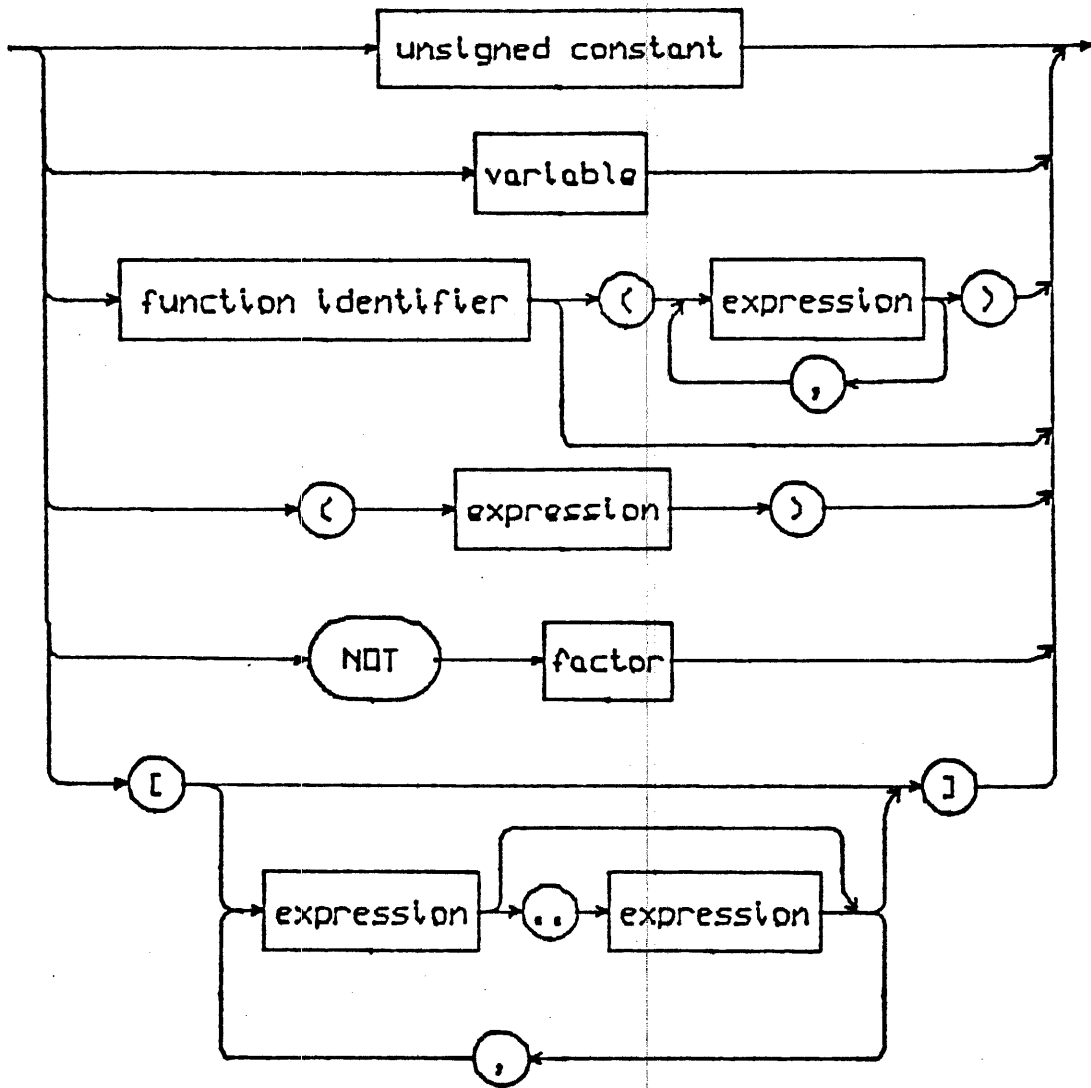 unsigned constant
variable
function identifier ( expression )
,
( expression )
NOT factor
[ ]
expression .. expression
,